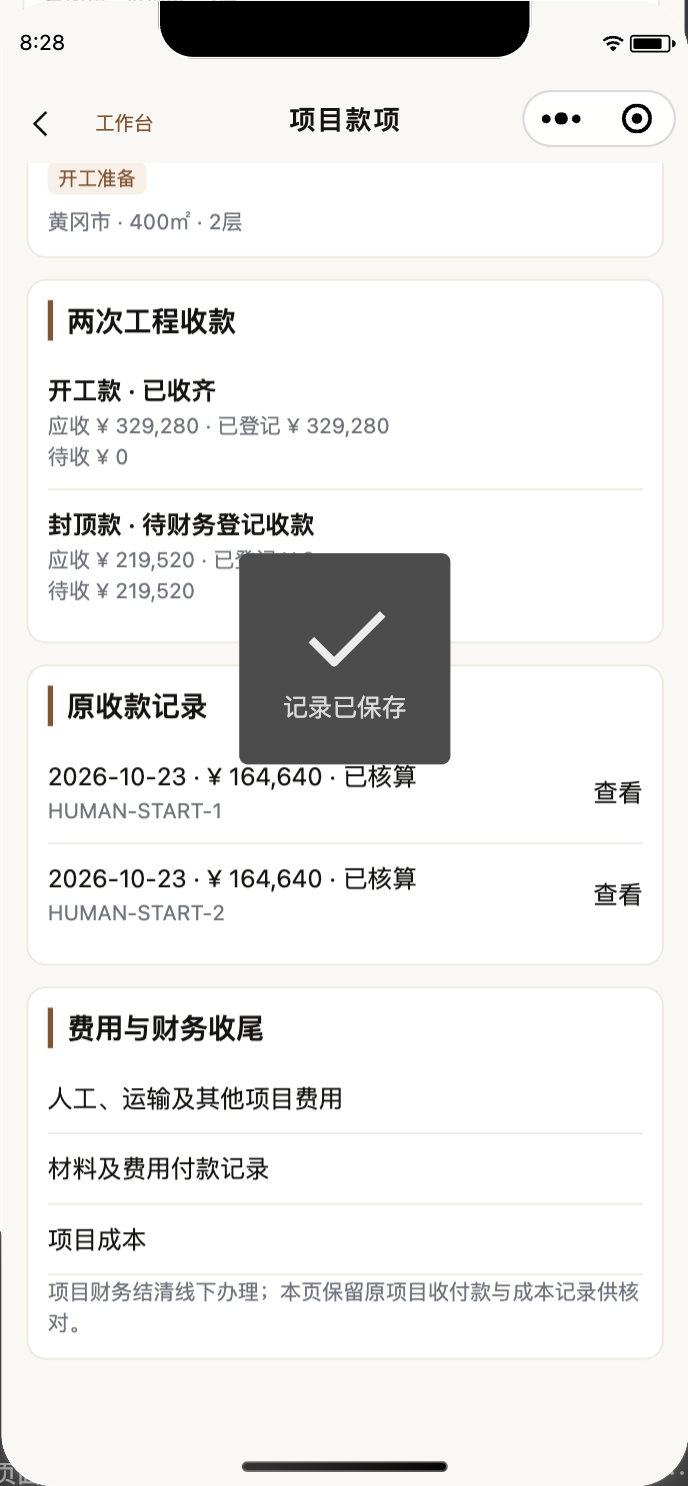 8:28
工作台
项目款项
开工准备
黄冈市 · 400㎡ · 2层
两次工程收款
开工款 · 已收齐
应收 ¥ 329,280 · 已登记 ¥ 329,280
待收 ¥ 0
封顶款 · 待财务登记收款
应收 ¥ 219,520 · 已
待收 ¥ 219,520
记录已保存
原收款记录
2026-10-23 · ¥ 164,640 · 已核算
HUMAN-START-1
查看
2026-10-23 · ¥ 164,640 · 已核算
HUMAN-START-2
查看
费用与财务收尾
人工、运输及其他项目费用
材料及费用付款记录
项目成本
项目财务结清线下办理；本页保留原项目收付款与成本记录供核
对。